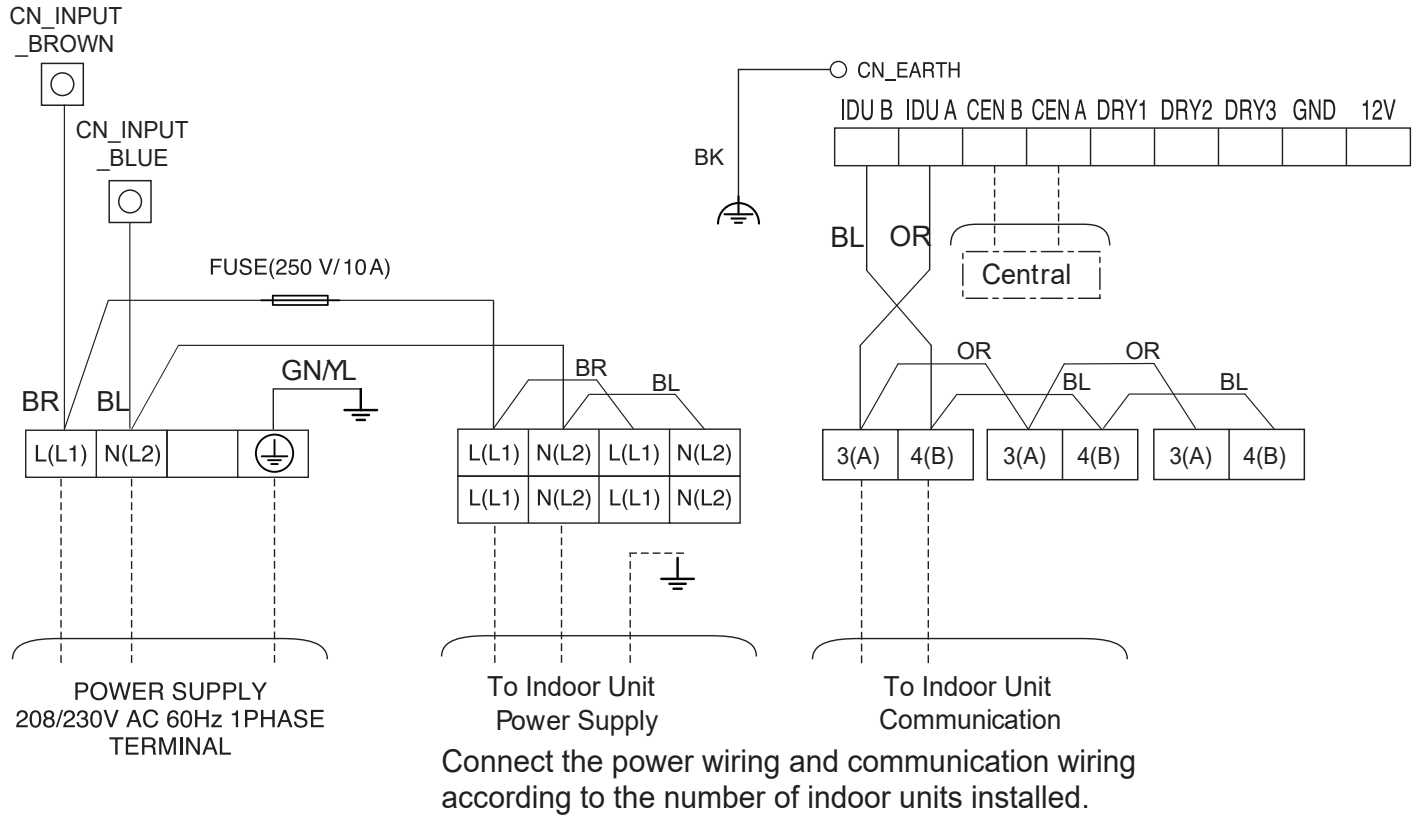 CN_INPUT
_BROWN
CN_INPUT
_BLUE
CN_EARTH
IDU B IDU A CEN B CEN A DRY1 DRY2 DRY3 GND 12V
BK
BL OR
Central
FUSE(250 V/10A)
GN/YL
BR BL
BR
BL
OR
BL
OR
BL
L(L1) N(L2)
L(L1) N(L2) L(L1) N(L2)
L(L1) N(L2) L(L1) N(L2)
3(A) 4(B) 3(A) 4(B) 3(A) 4(B)
POWER SUPPLY
208/230V AC 60Hz 1PHASE
TERMINAL
To Indoor Unit
Power Supply
To Indoor Unit
Communication
Connect the power wiring and communication wiring
according to the number of indoor units installed.